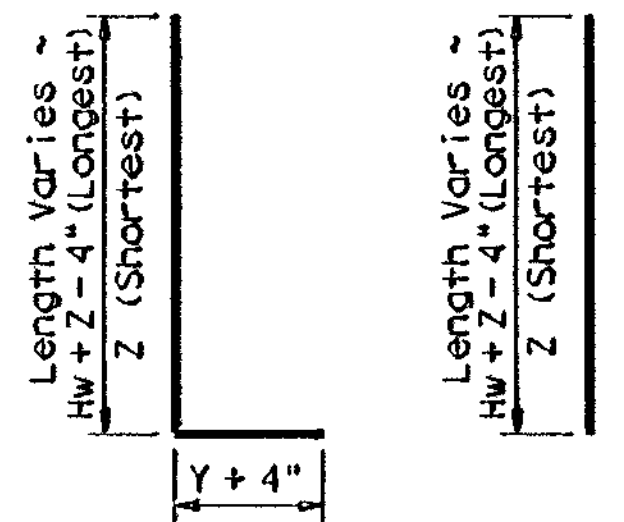 Length Varies ~
Hw + Z - 4" (Longest)
Z (Shortest)
Y + 4"
Length Varies ~
Hw + Z - 4" (Longest)
Z (Shortest)